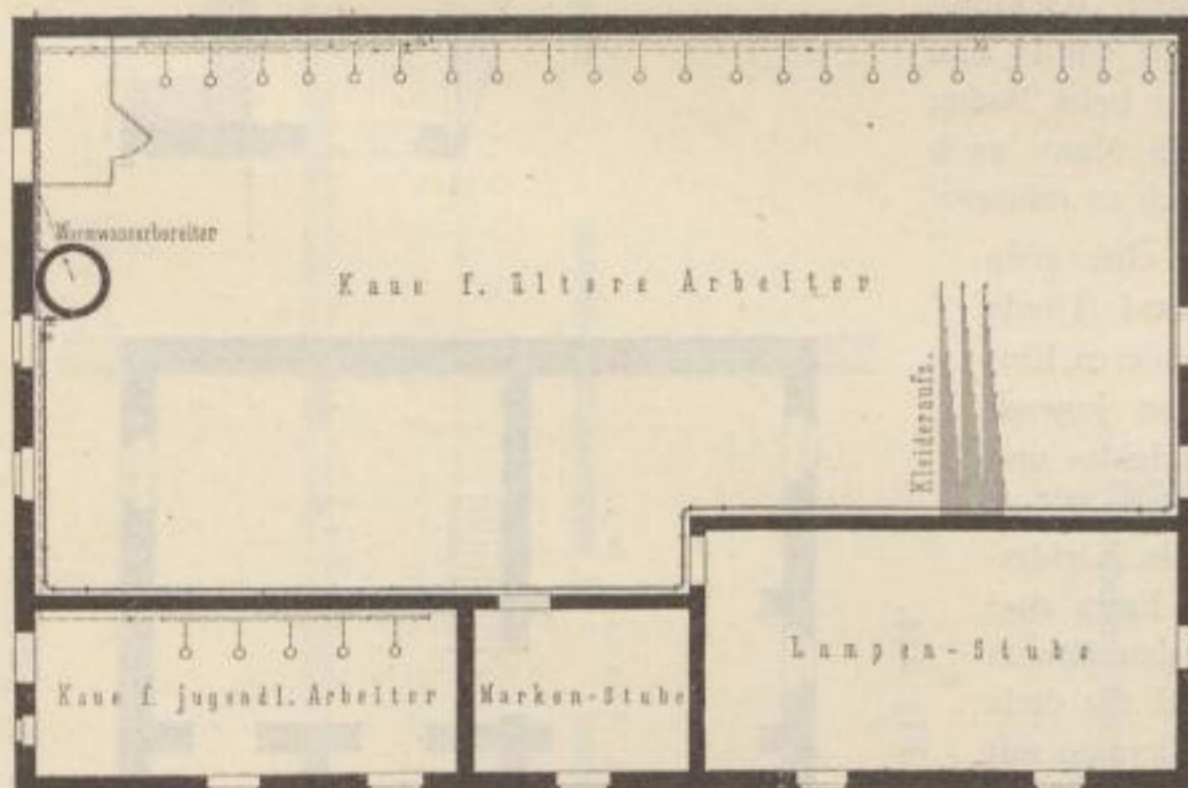 Warmwasserbereiter
Kaue f. ältere Arbeiter
Kleideraufz.
Lampen-Stube
Kaue f. jugendl. Arbeiter
Marken-Stube